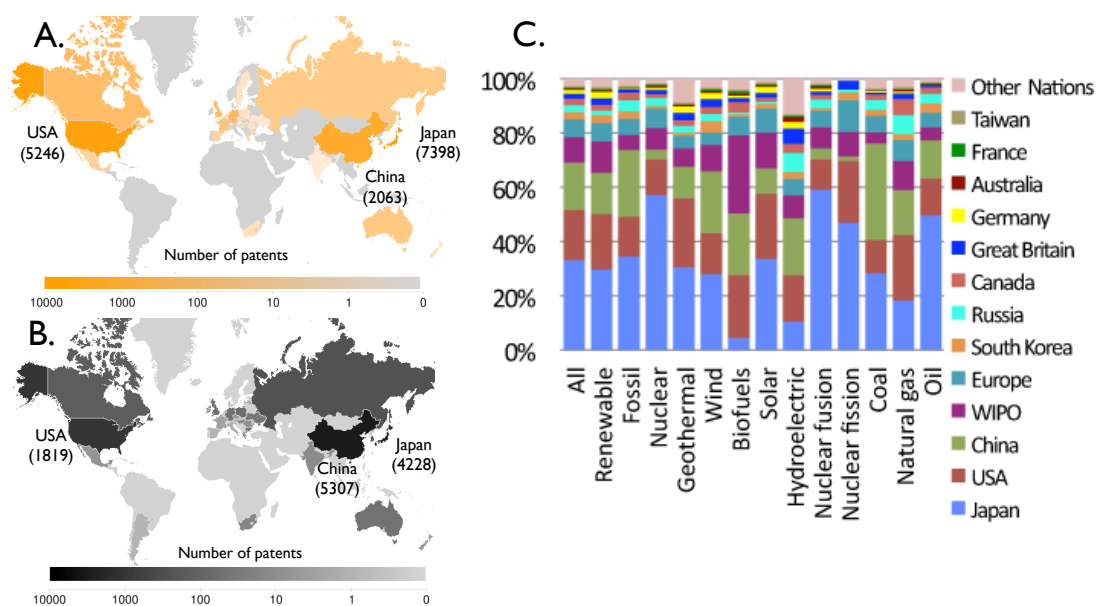 A.
USA
(5246)
Japan
(7398)
China
(2063)
Number of patents
10000
1000
100
10
1
0
B.
USA
(1819)
Japan
(4228)
China
(5307)
Number of patents
10000
1000
100
10
1
0
C.
100%
80%
60%
40%
20%
0%
All
Renewable
Fossil
Nuclear
Geothermal
Wind
Biofuels
Solar
Hydroelectric
Nuclear fusion
Nuclear fission
Coal
Natural gas
Oil
Other Nations
Taiwan
France
Australia
Germany
Great Britain
Canada
Russia
South Korea
Europe
WIPO
China
USA
Japan